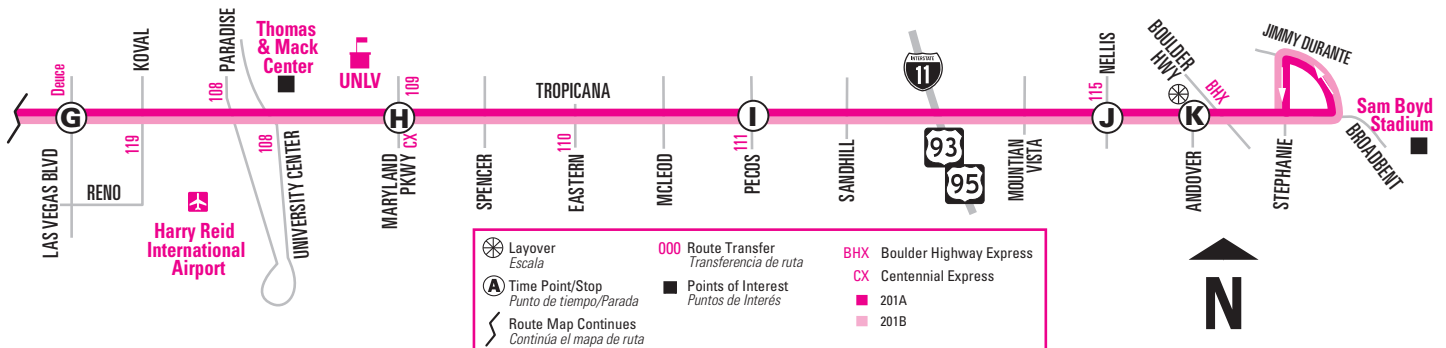 Deuce
KOVAL
108
PARADISE
Thomas
& Mack
Center
UNLV
109
TROPICANA
INTERSTATE
11
115
NELLIS
BOULDER
HWY
BHX
JIMMY DURANTE
Sam Boyd
Stadium
G
H
I
J
K
LAS VEGAS BLVD
RENO
119
108
UNIVERSITY CENTER
Harry Reid
International
Airport
MARYLAND
PKWY
CX
SPENCER
110
EASTERN
MCLEOD
111
PECOS
SANDHILL
93
95
MOUNTIAN
VISTA
ANDOVER
STEPHANIE
BROADBENT
Layover
Escala
A Time Point/Stop
Punto de tiempo/Parada
Route Map Continues
Continúa el mapa de ruta
000 Route Transfer
Transferencia de ruta
Points of Interest
Puntos de Interés
BHX Boulder Highway Express
CX Centennial Express
201A
201B
N